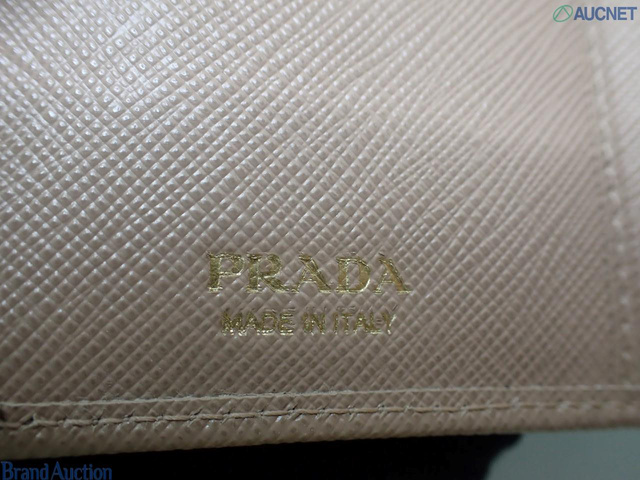 AUCNET
PRADA
MADE IN ITALY
Brand Auction